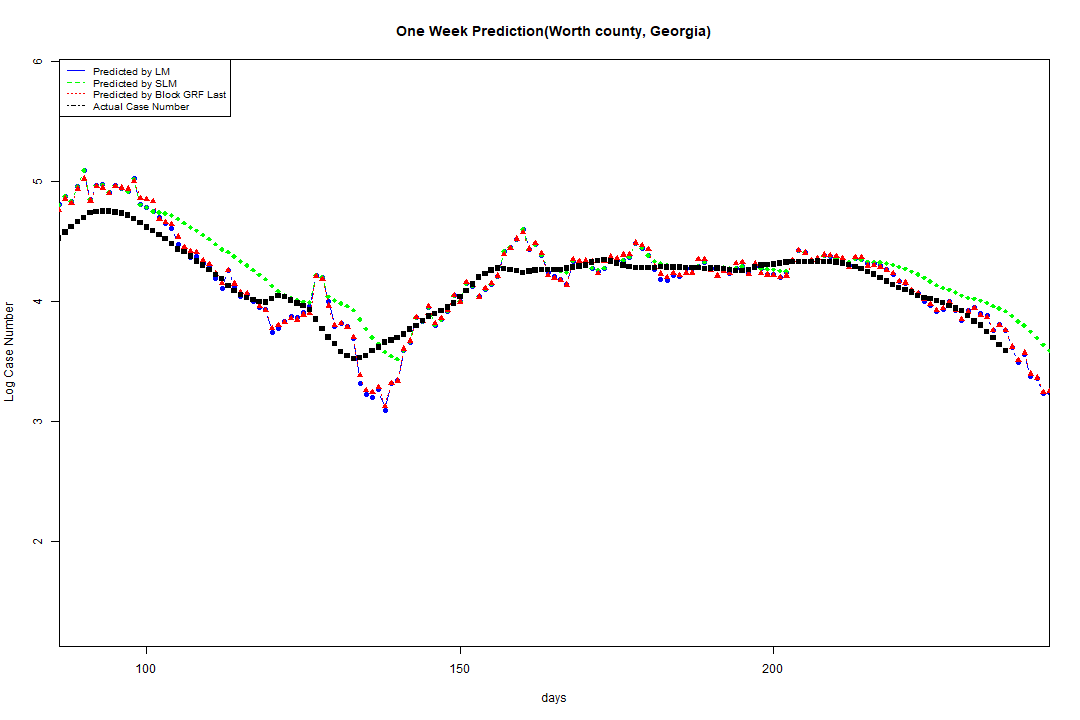 One Week Prediction(Worth county, Georgia)
Predicted by LM
Predicted by SLM
Predicted by Block GRF Last
Actual Case Number
6
5
4
3
2
Log Case Number
100 150 200
days